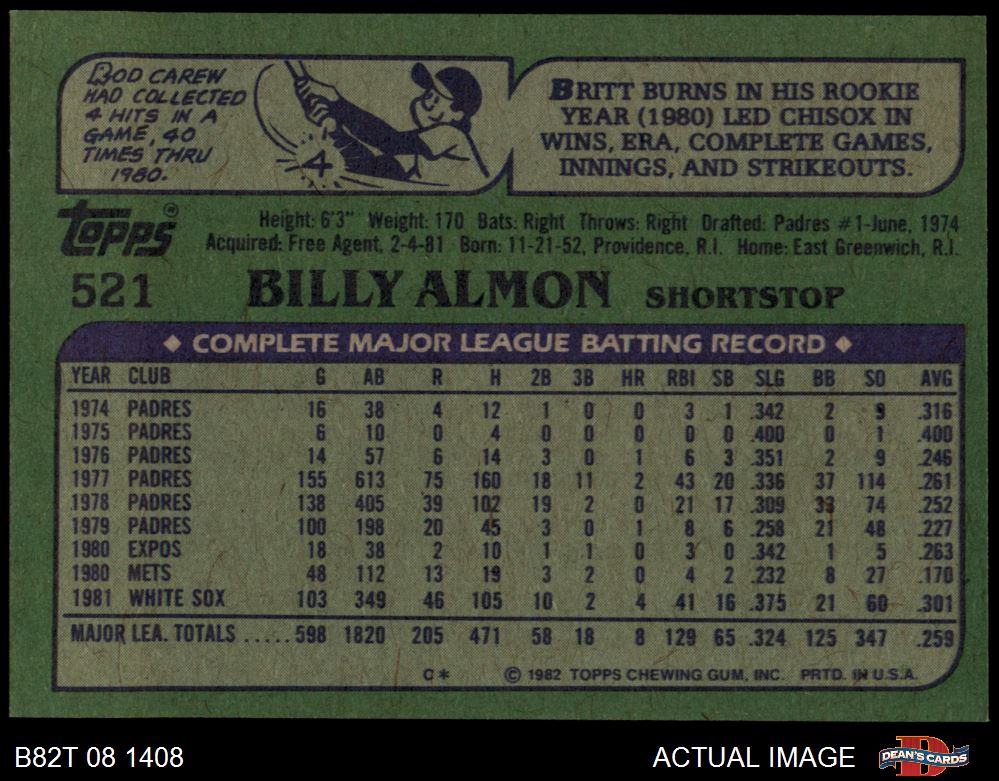 ROD CAREW
HAD COLLECTED
4 HITS IN A
GAME, 40
TIMES THRU
1980.
4
BRITT BURNS IN HIS ROOKIE
YEAR (1980) LED CHISOX IN
WINS, ERA, COMPLETE GAMES,
INNINGS, AND STRIKEOUTS.
TOPPS®
Height: 6'3" Weight: 170 Bats: Right Throws: Right Drafted: Padres #1-June, 1974
Acquired: Free Agent, 2-4-81 Born: 11-21-52, Providence, R.I. Home: East Greenwich, R.I.
521 BILLY ALMON SHORTSTOP
◆ COMPLETE MAJOR LEAGUE BATTING RECORD ◆
YEAR CLUB G AB R H 2B 3B HR RBI SB SLG BB SO AVG
1974 PADRES 16 38 4 12 1 0 0 3 1 .342 2 9 .316
1975 PADRES 6 10 0 4 0 0 0 0 0 .400 0 1 .400
1976 PADRES 14 57 6 14 3 0 1 6 3 .351 2 9 .246
1977 PADRES 155 613 75 160 18 11 2 43 20 .336 37 114 .261
1978 PADRES 138 405 39 102 19 2 0 21 17 .309 33 74 .252
1979 PADRES 100 198 20 45 3 0 1 8 6 .258 21 48 .227
1980 EXPOS 18 38 2 10 1 1 0 3 0 .342 1 5 .263
1980 METS 48 112 13 19 3 2 0 4 2 .232 8 27 .170
1981 WHITE SOX 103 349 46 105 10 2 4 41 16 .375 21 60 .301
MAJOR LEA. TOTALS ..... 598 1820 205 471 58 18 8 129 65 .324 125 347 .259
C* © 1982 TOPPS CHEWING GUM, INC. PRTD. IN U.S.A.
B82T 08 1408 ACTUAL IMAGE DEAN'S CARDS